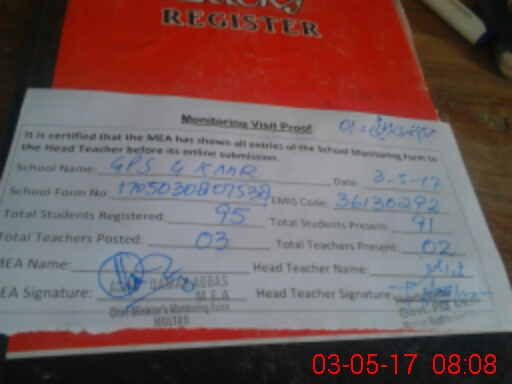 Lucky
REGISTER
Monitoring Visit Proof
It is certified that the MEA has shown all entries of the School Monitoring form to
the Head Teacher before its online submission.
School Name: GPS 4 KMR Date: 3-5-17
School Form No: EMIS Code: 36130292
Total Students Registered: 95 Total Students Present: 91
Total Teachers Posted: 03 Total Teachers Present: 02
MEA Name: QAMAR ABBAS Head Teacher Name:
MEA Signature: M.E.A Head Teacher Signature
Chief Minister's Monitoring Force
MULTAN
03-05-17 08:08